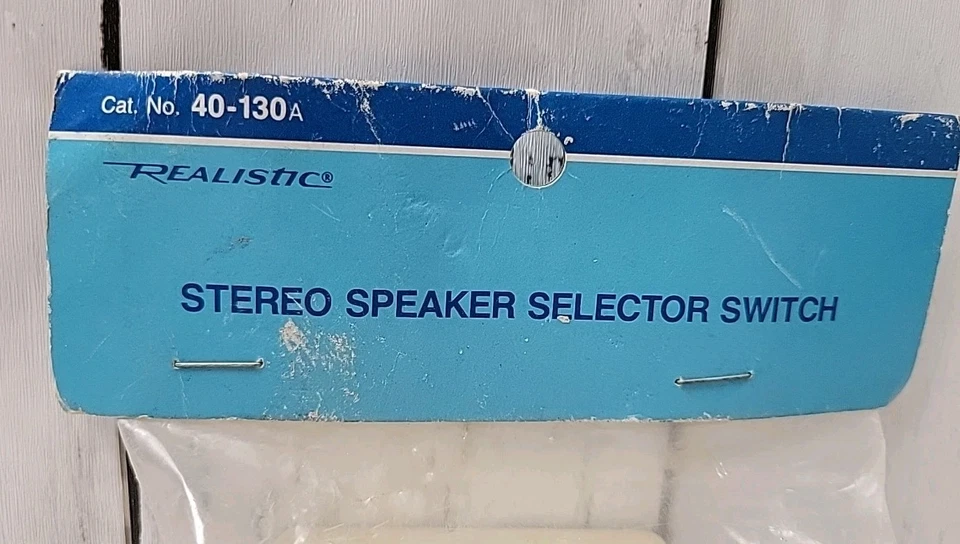 Cat. No. 40-130A
REALISTIC®
STEREO SPEAKER SELECTOR SWITCH